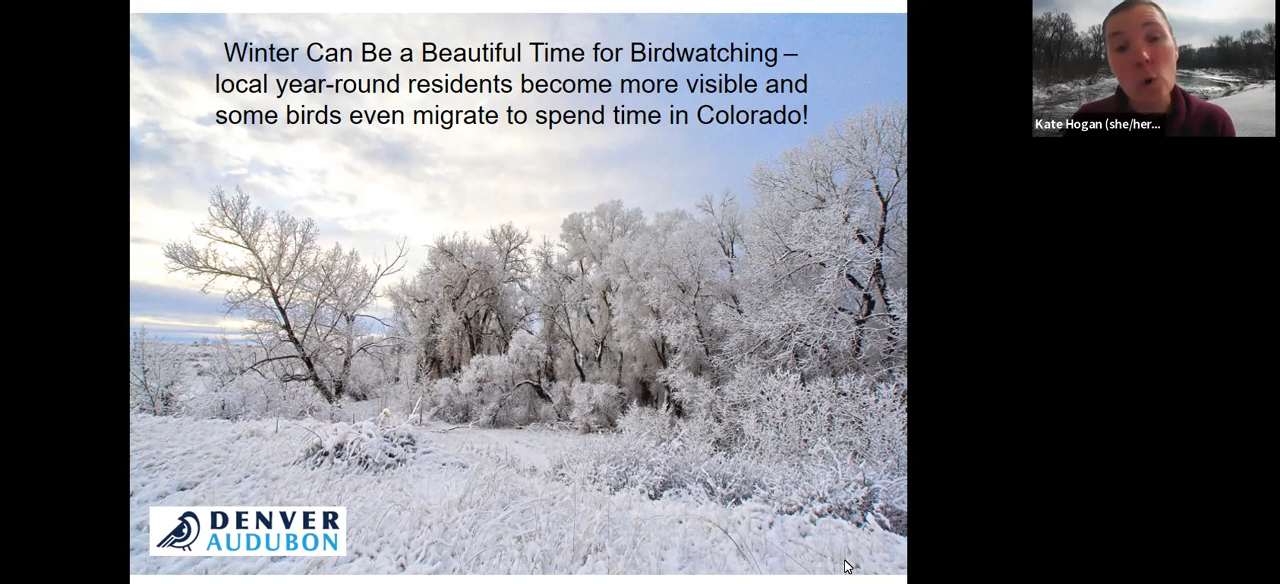 Winter Can Be a Beautiful Time for Birdwatching –
local year-round residents become more visible and
some birds even migrate to spend time in Colorado!
Kate Hogan (she/her...
DENVER
AUDUBON